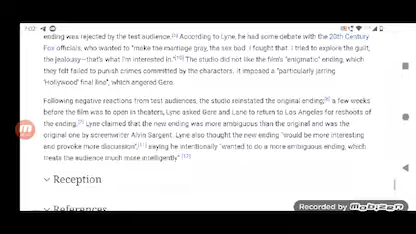 ending was rejected by the test audience.[5] According to Lyne, he had some debate with the 20th Century
Fox officials, who wanted to "make the marriage gray, the sex bad. I fought that. I tried to explore the guilt,
the jealousy—that's what I'm interested in."[10] The studio did not like the film's "enigmatic" ending, which
they felt failed to punish crimes committed by the characters. It imposed a "particularly jarring
'Hollywood' final line", which angered Gere.
Following negative reactions from test audiences, the studio reinstated the original ending;[6] a few weeks
before the film was to open in theaters, Lyne asked Gere and Lane to return to Los Angeles for reshoots of
the ending.[7] Lyne claimed that the new ending was more ambiguous than the original and was the
original one by screenwriter Alvin Sargent. Lyne also thought the new ending "would be more interesting
and provoke more discussion",[11] saying he intentionally "wanted to do a more ambiguous ending, which
treats the audience much more intelligently".[12]
Reception
References
Recorded by
Mobizen